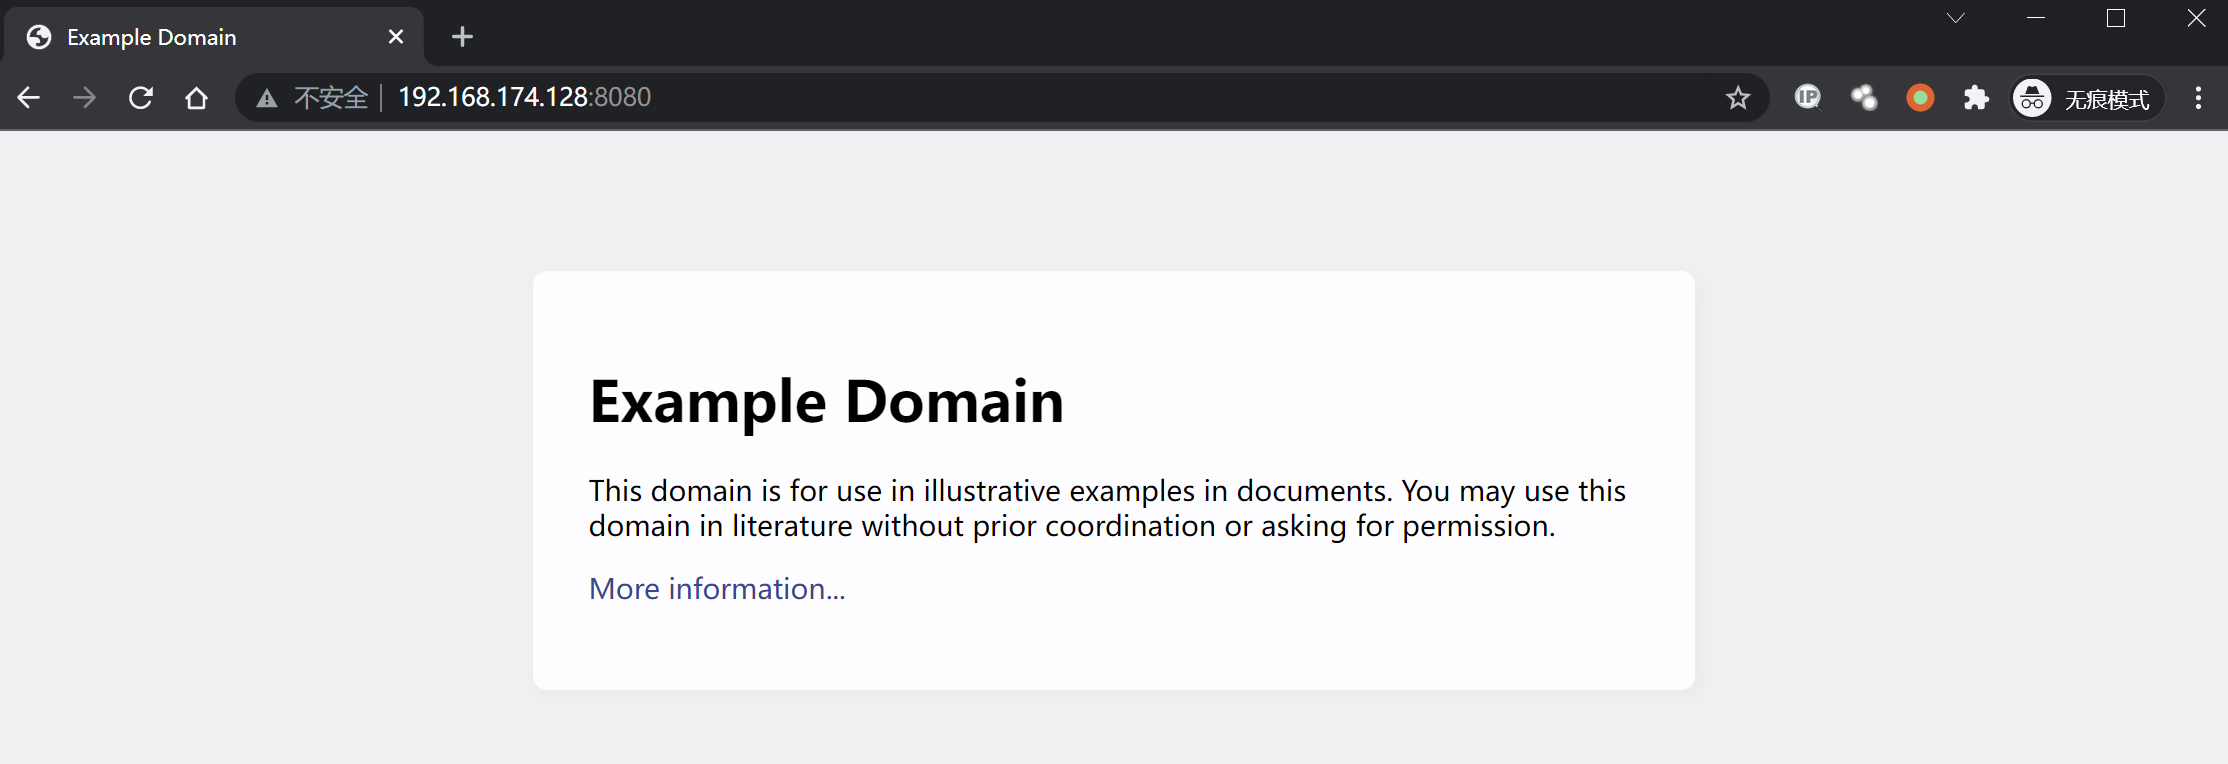 Example Domain
不安全 192.168.174.128:8080
IP
无痕模式
Example Domain
This domain is for use in illustrative examples in documents. You may use this
domain in literature without prior coordination or asking for permission.
More information...